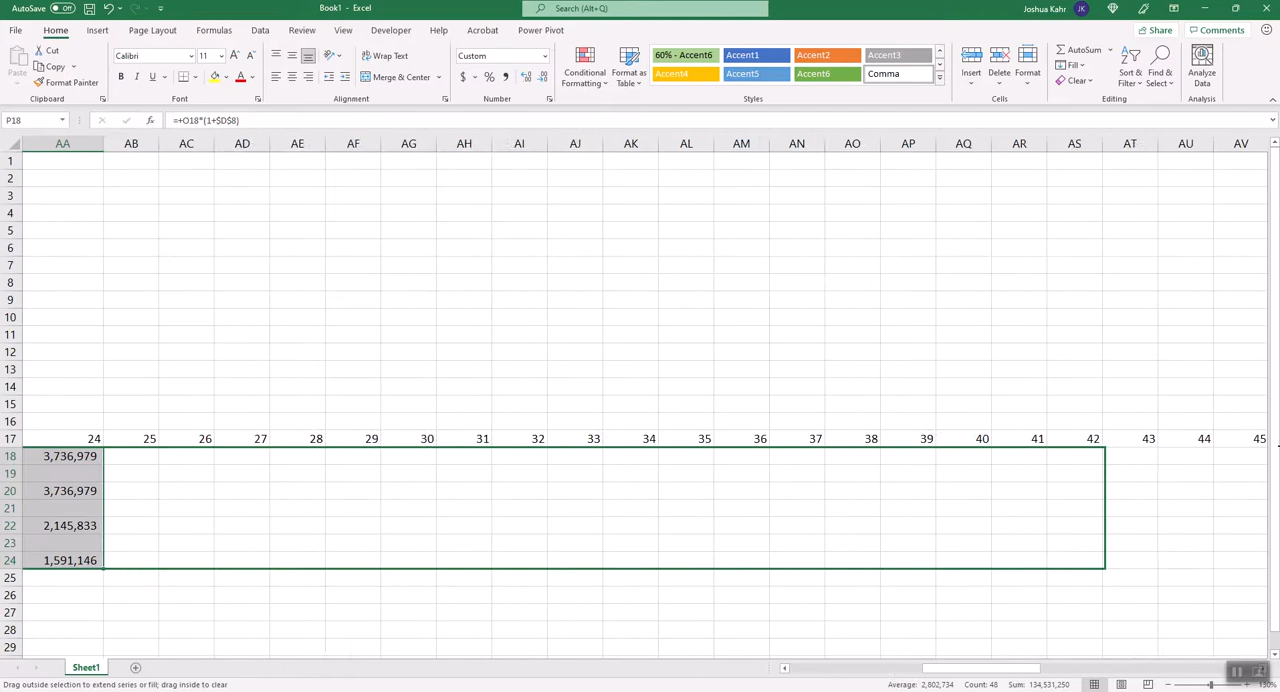 AutoSave Off Book1 - Excel Search (Alt+Q) Joshua Kahr JK
File Home Insert Page Layout Formulas Data Review View Developer Help Acrobat Power Pivot Share Comments
Paste Cut Copy Format Painter Clipboard
Calibri 11 B I U Font
Wrap Text Merge & Center Alignment
Custom $ % Number
Conditional Formatting Format as Table
60% - Accent6 Accent1 Accent2 Accent3
Accent4 Accent5 Accent6 Comma
Styles
Insert Delete Format Cells
AutoSum Fill Clear Sort & Filter Find & Select Editing
Analyze Data Analysis
P18 fx =+O18*(1+$D$8)
AA AB AC AD AE AF AG AH AI AJ AK AL AM AN AO AP AQ AR AS AT AU AV
1
2
3
4
5
6
7
8
9
10
11
12
13
14
15
16
17 24 25 26 27 28 29 30 31 32 33 34 35 36 37 38 39 40 41 42 43 44 45
18 3,736,979
19
20 3,736,979
21
22 2,145,833
23
24 1,591,146
25
26
27
28
29
Sheet1
Drag outside selection to extend series or fill; drag inside to clear Average: 2,802,734 Count: 48 Sum: 134,531,250 130%